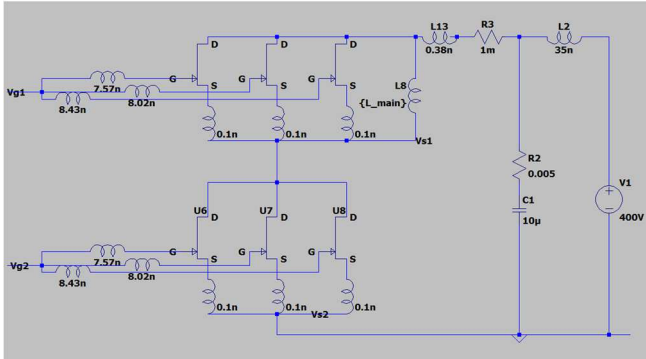 L13
R3
L2
D
D
D
0.38n
1m
35n
G
G
G
L8
7.57n
S
S
S
Vg1
{L_main}
8.43n
8.02n
0.1n
0.1n
0.1n
Vs1
R2
0.005
V1
C1
U6
U7
U8
10µ
400V
D
D
D
G
G
G
7.57n
S
S
S
Vg2
8.43n
8.02n
0.1n
0.1n
Vs2
0.1n